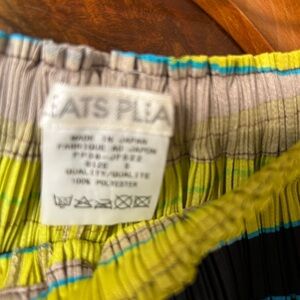 EATS PLEA
MADE IN JAPAN
FABRIQUE AU JAPON
SIZE
QUALITY/QUALITE
100% POLYESTER